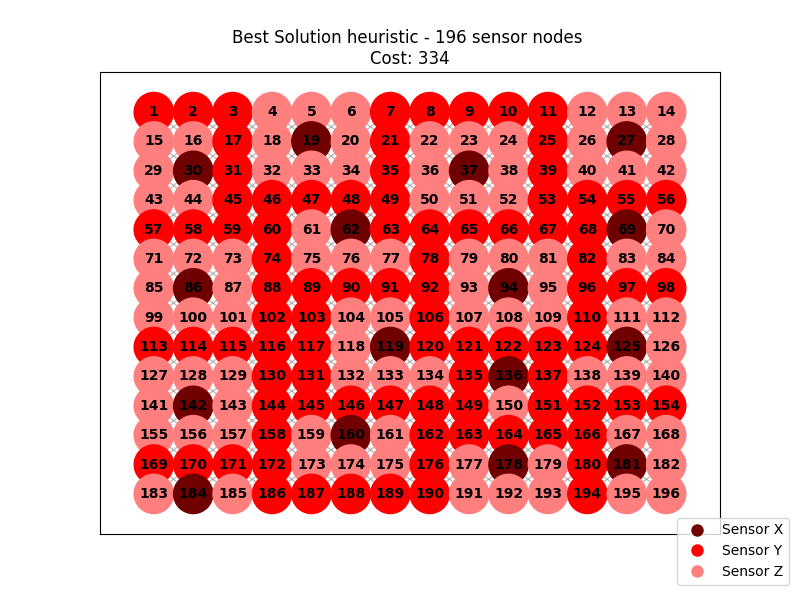 Best Solution heuristic - 196 sensor nodes
Cost: 334
1 2 3 4 5 6 7 8 9 10 11 12 13 14
15 16 17 18 19 20 21 22 23 24 25 26 27 28
29 30 31 32 33 34 35 36 37 38 39 40 41 42
43 44 45 46 47 48 49 50 51 52 53 54 55 56
57 58 59 60 61 62 63 64 65 66 67 68 69 70
71 72 73 74 75 76 77 78 79 80 81 82 83 84
85 86 87 88 89 90 91 92 93 94 95 96 97 98
99 100 101 102 103 104 105 106 107 108 109 110 111 112
113 114 115 116 117 118 119 120 121 122 123 124 125 126
127 128 129 130 131 132 133 134 135 136 137 138 139 140
141 142 143 144 145 146 147 148 149 150 151 152 153 154
155 156 157 158 159 160 161 162 163 164 165 166 167 168
169 170 171 172 173 174 175 176 177 178 179 180 181 182
183 184 185 186 187 188 189 190 191 192 193 194 195 196
Sensor X
Sensor Y
Sensor Z